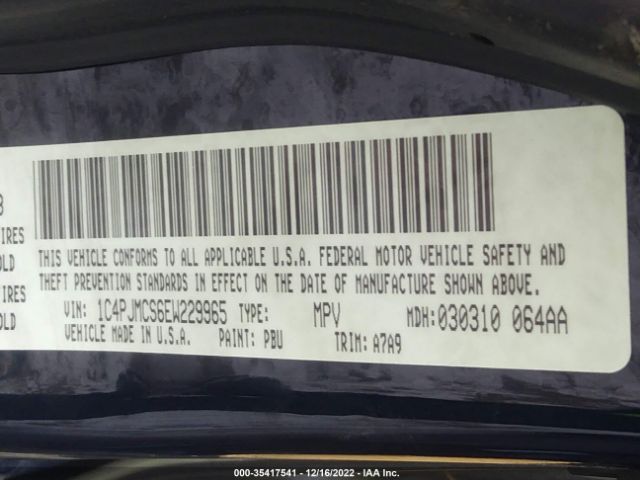 3
IRES
OLD
IRES
OLD
THIS VEHICLE CONFORMS TO ALL APPLICABLE U.S.A. FEDERAL MOTOR VEHICLE SAFETY AND
THEFT PREVENTION STANDARDS IN EFFECT ON THE DATE OF MANUFACTURE SHOWN ABOVE.
VIN: 1C4PJMCS6EW229965 TYPE: MPV MDH: 030310 064AA
VEHICLE MADE IN U.S.A. PAINT: PBU TRIM: A7A9
000-35417541 - 12/16/2022 - IAA Inc.